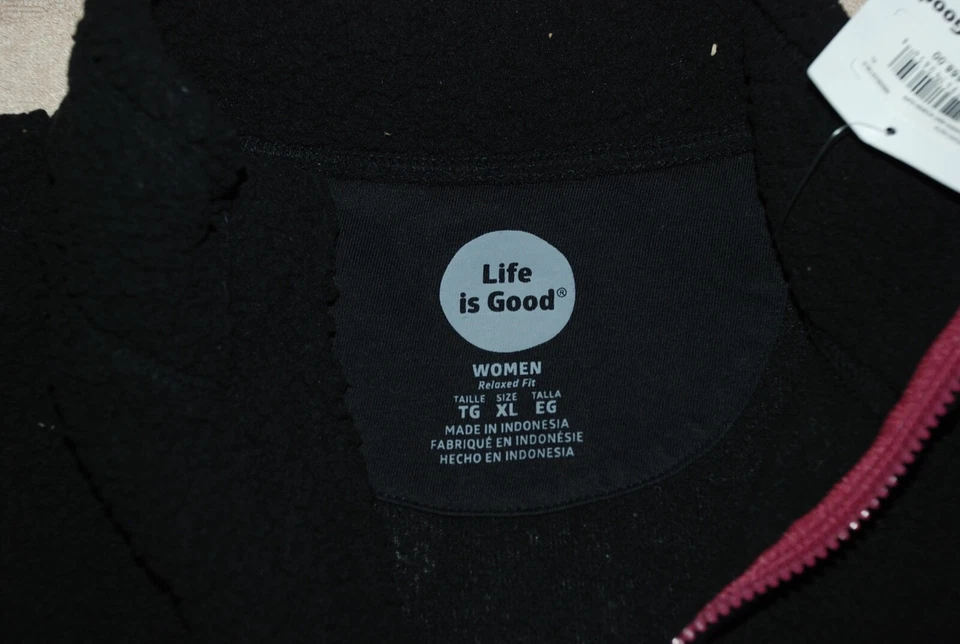 Life
is Good®
WOMEN
Relaxed Fit
TAILLE SIZE TALLA
TG XL EG
MADE IN INDONESIA
FABRIQUÉ EN INDONÉSIE
HECHO EN INDONESIA